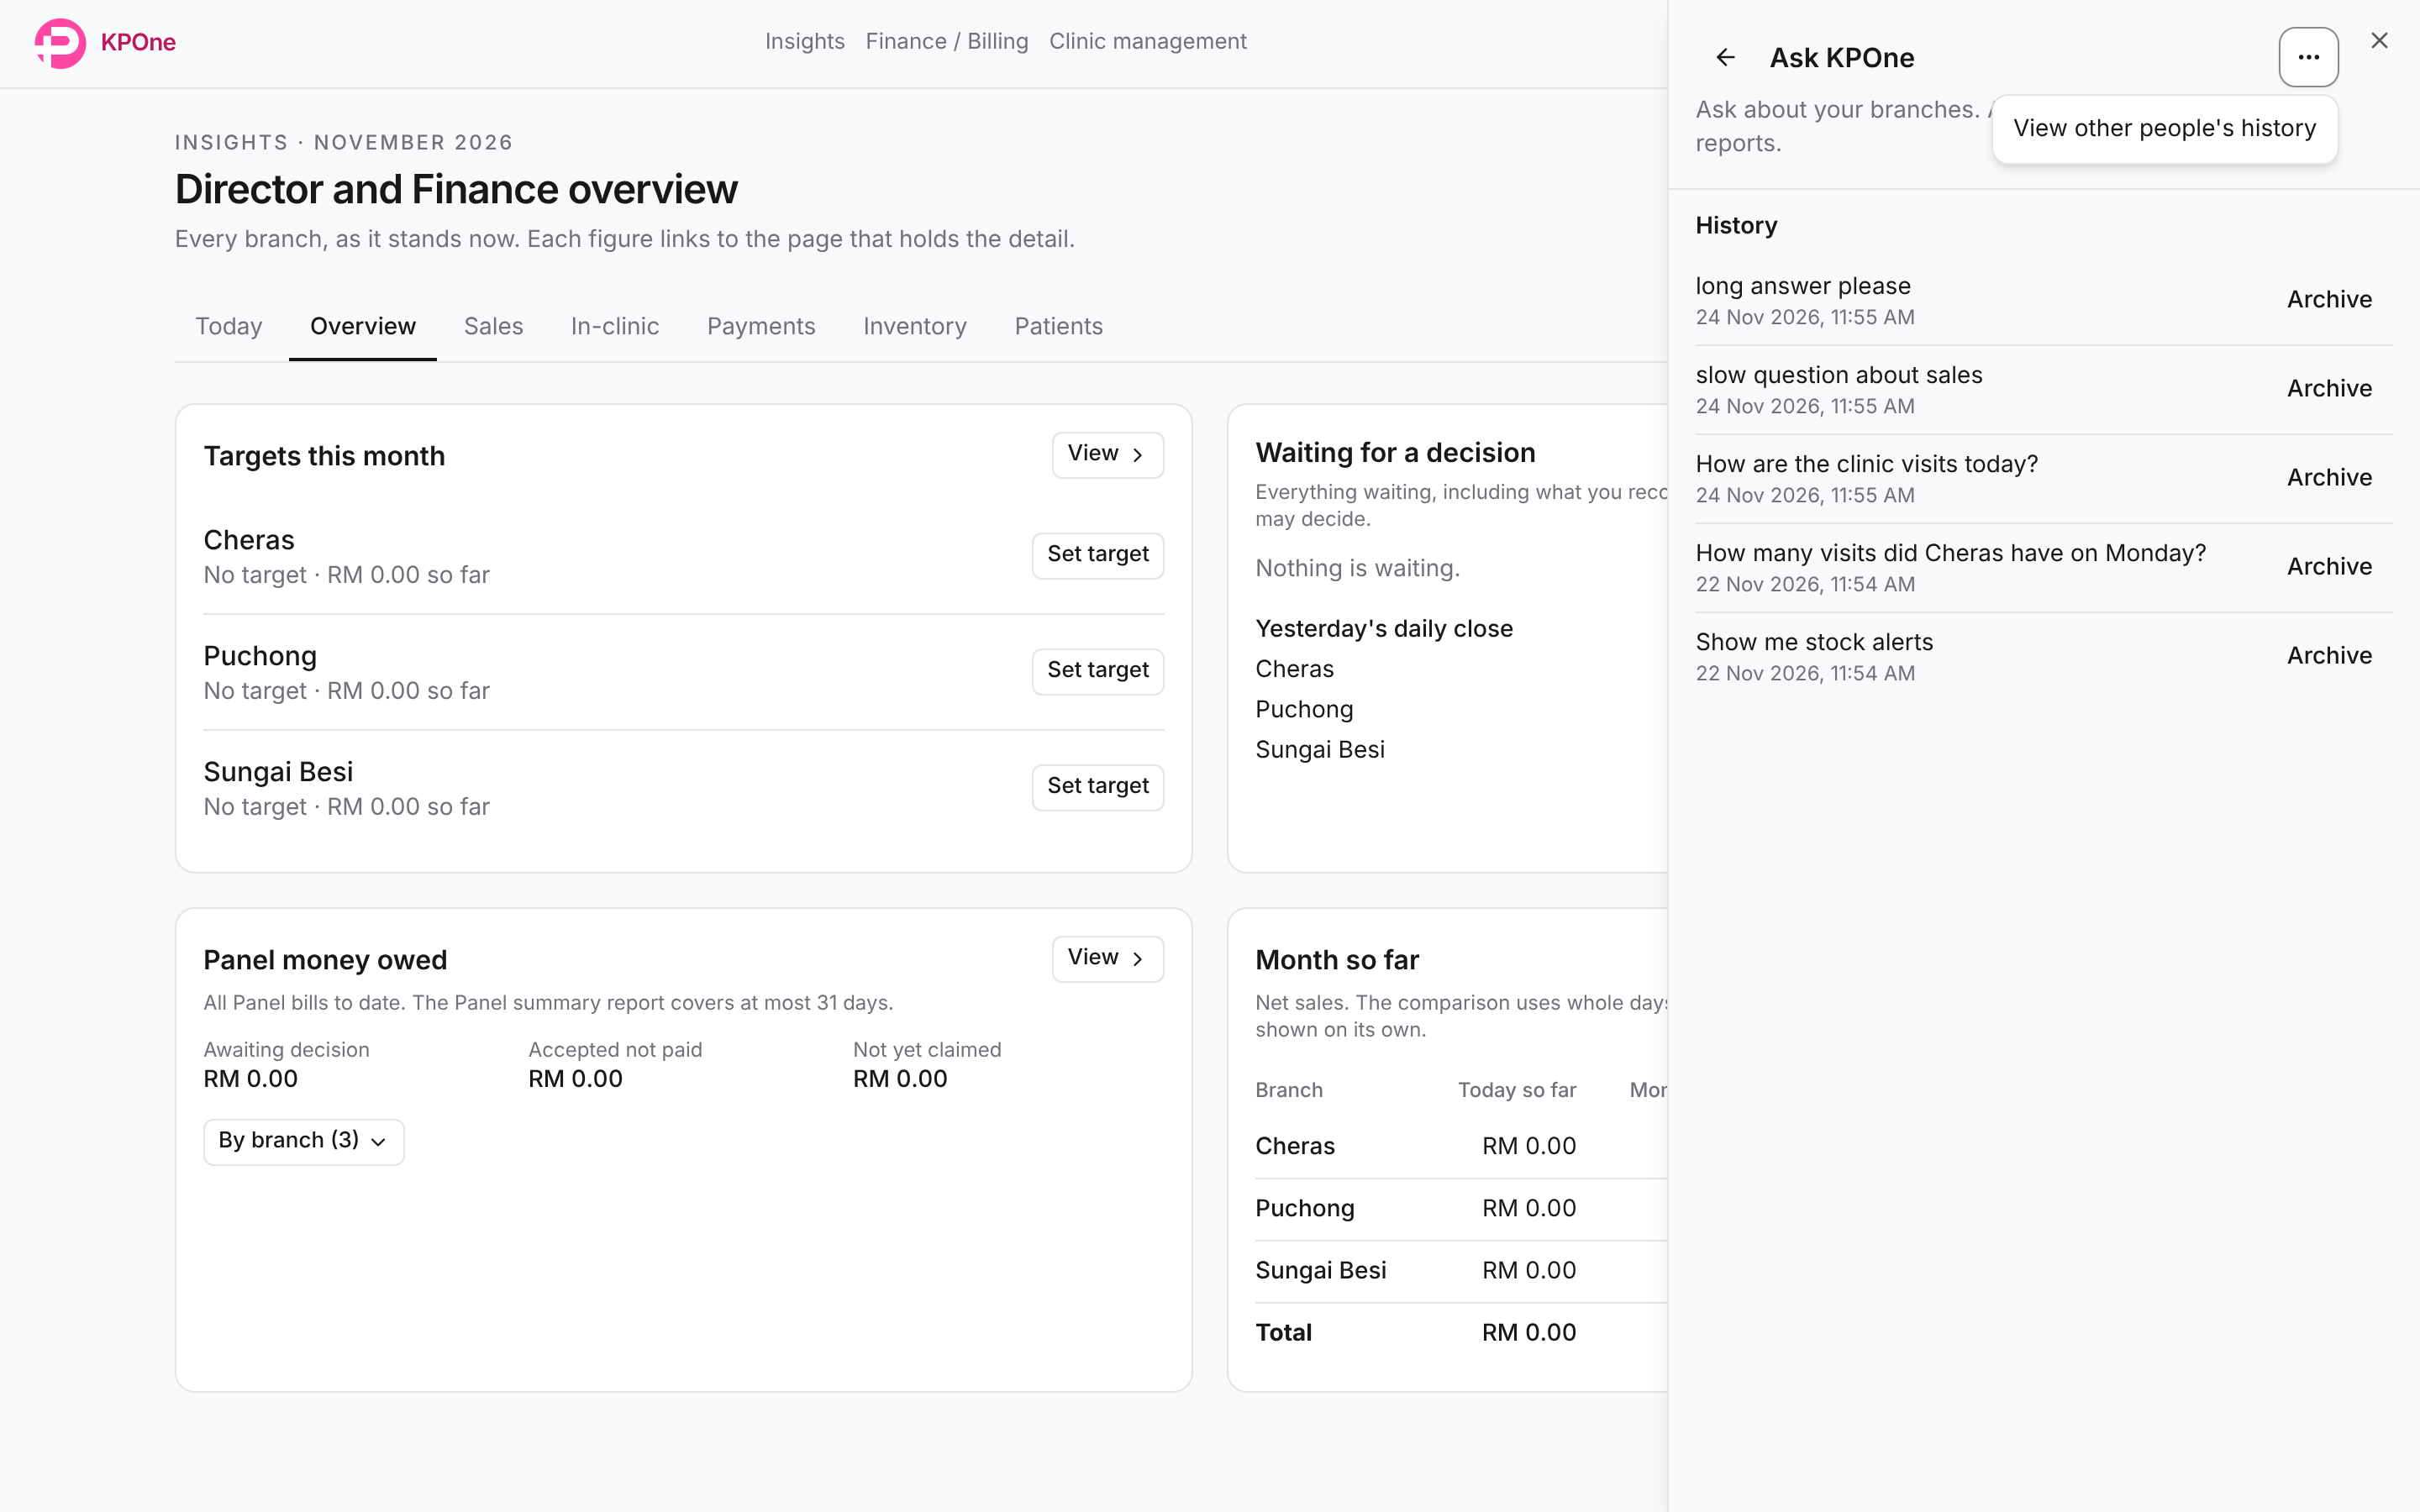 KPOne
Insights
Finance / Billing
Clinic management
INSIGHTS · NOVEMBER 2026
Director and Finance overview
Every branch, as it stands now. Each figure links to the page that holds the detail.
Today
Overview
Sales
In-clinic
Payments
Inventory
Patients
Targets this month
View
Cheras
No target · RM 0.00 so far
Set target
Puchong
No target · RM 0.00 so far
Set target
Sungai Besi
No target · RM 0.00 so far
Set target
Waiting for a decision
Everything waiting, including what you
may decide.
Nothing is waiting.
Yesterday's daily close
Cheras
Puchong
Sungai Besi
Panel money owed
View
All Panel bills to date. The Panel summary report covers at most 31 days.
Awaiting decision
RM 0.00
Accepted not paid
RM 0.00
Not yet claimed
RM 0.00
By branch (3)
Month so far
Net sales. The comparison uses whole days
shown on its own.
Branch
Today so far
Cheras
RM 0.00
Puchong
RM 0.00
Sungai Besi
RM 0.00
Total
RM 0.00
Ask KPOne
Ask about your branches.
reports.
View other people's history
History
long answer please
24 Nov 2026, 11:55 AM
Archive
slow question about sales
24 Nov 2026, 11:55 AM
Archive
How are the clinic visits today?
24 Nov 2026, 11:55 AM
Archive
How many visits did Cheras have on Monday?
22 Nov 2026, 11:54 AM
Archive
Show me stock alerts
22 Nov 2026, 11:54 AM
Archive